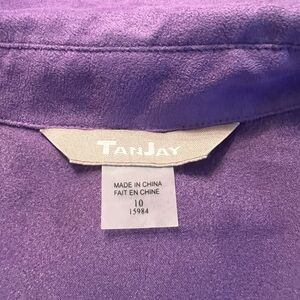 TANJAY
MADE IN CHINA
FAIT EN CHINE
10
15984